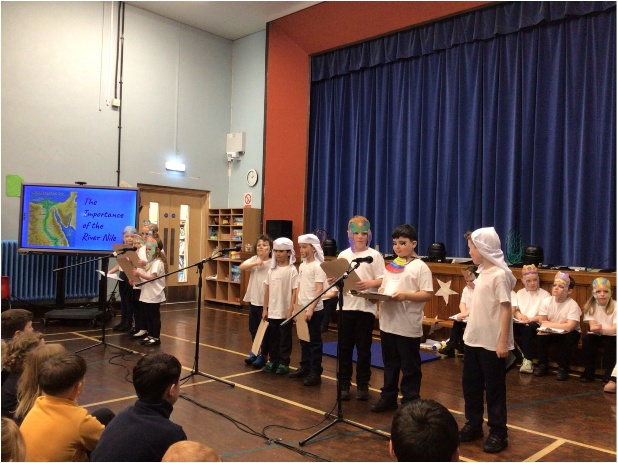 The
Importance
of the
River Nile